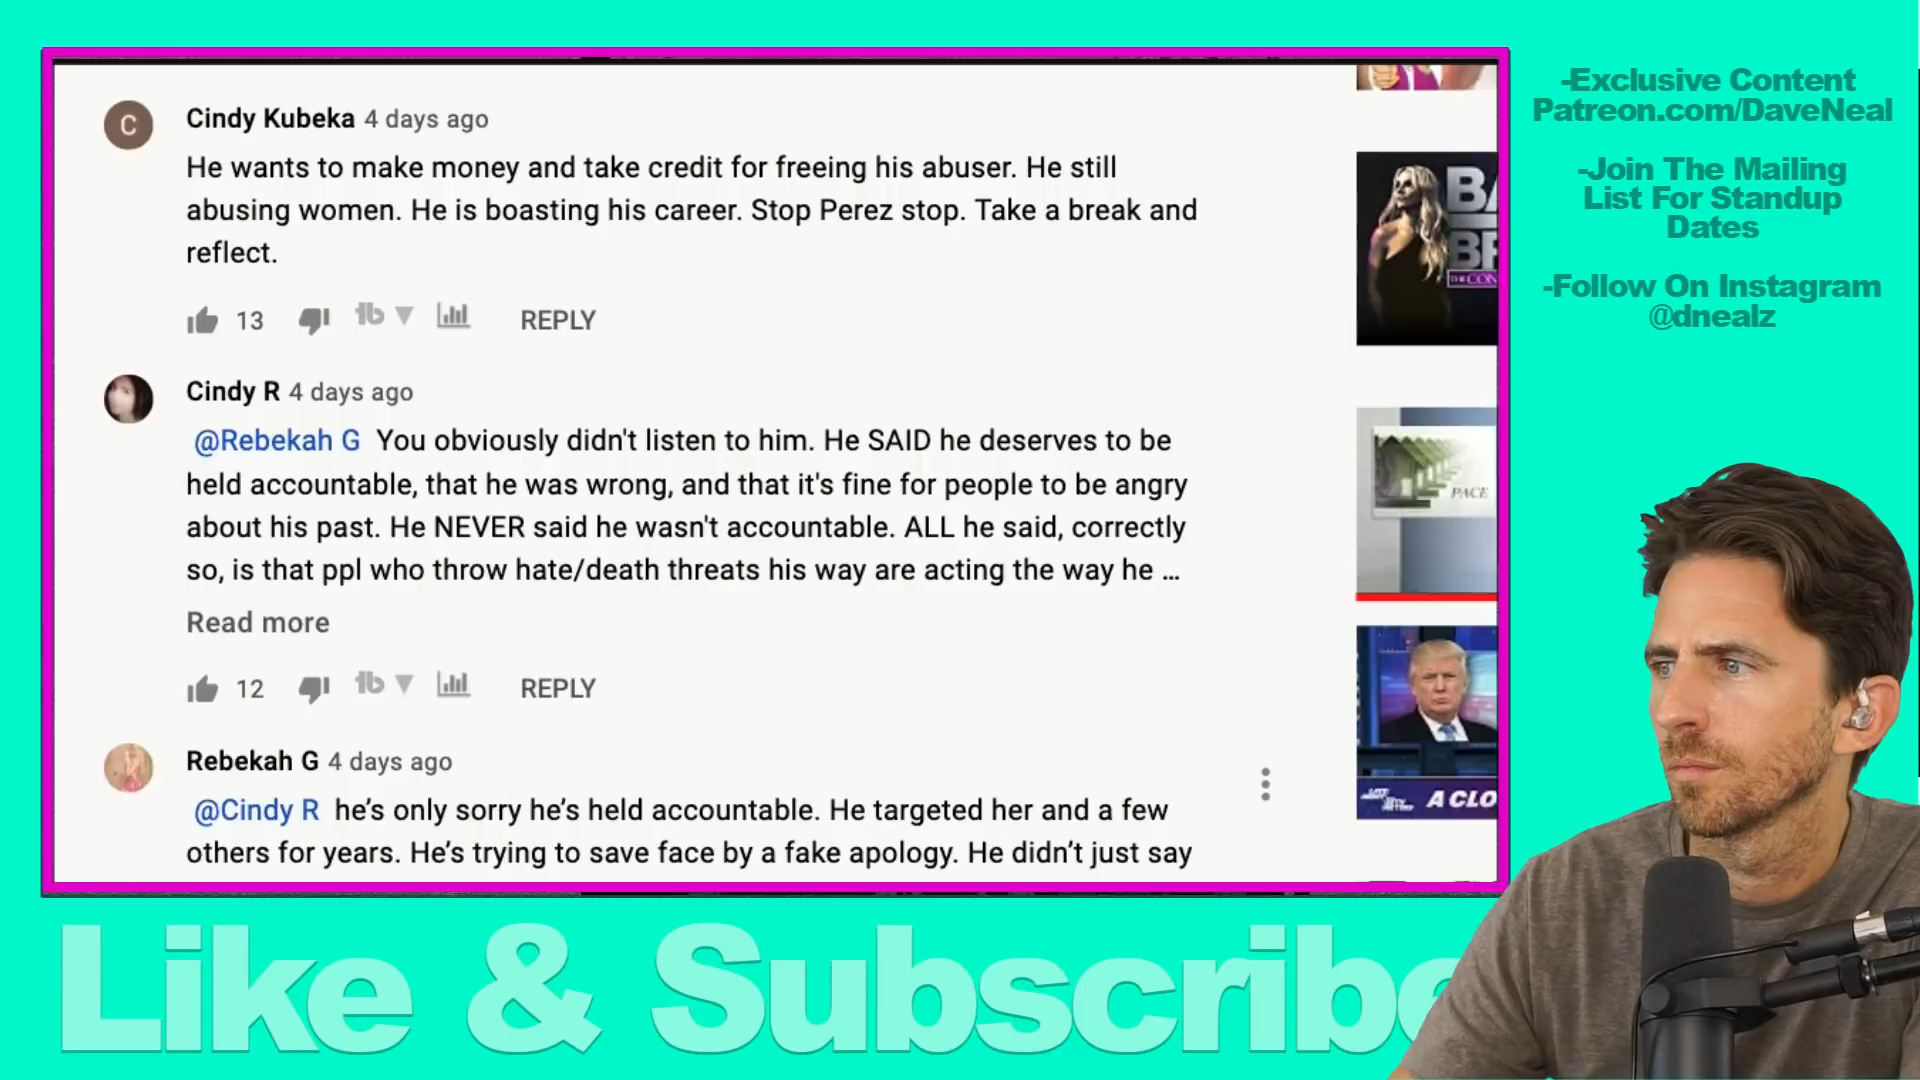 Cindy Kubeka 4 days ago
He wants to make money and take credit for freeing his abuser. He still
abusing women. He is boasting his career. Stop Perez stop. Take a break and
reflect.
13 REPLY
Cindy R 4 days ago
@Rebekah G You obviously didn't listen to him. He SAID he deserves to be
held accountable, that he was wrong, and that it's fine for people to be angry
about his past. He NEVER said he wasn't accountable. ALL he said, correctly
so, is that ppl who throw hate/death threats his way are acting the way he ...
Read more
12 REPLY
Rebekah G 4 days ago
@Cindy R he’s only sorry he’s held accountable. He targeted her and a few
others for years. He’s trying to save face by a fake apology. He didn’t just say
C
BA
BR
THE CON
PACE
A CLO
-Exclusive Content
Patreon.com/DaveNeal
-Join The Mailing
List For Standup
Dates
-Follow On Instagram
@dnealz
Like & Subscribe